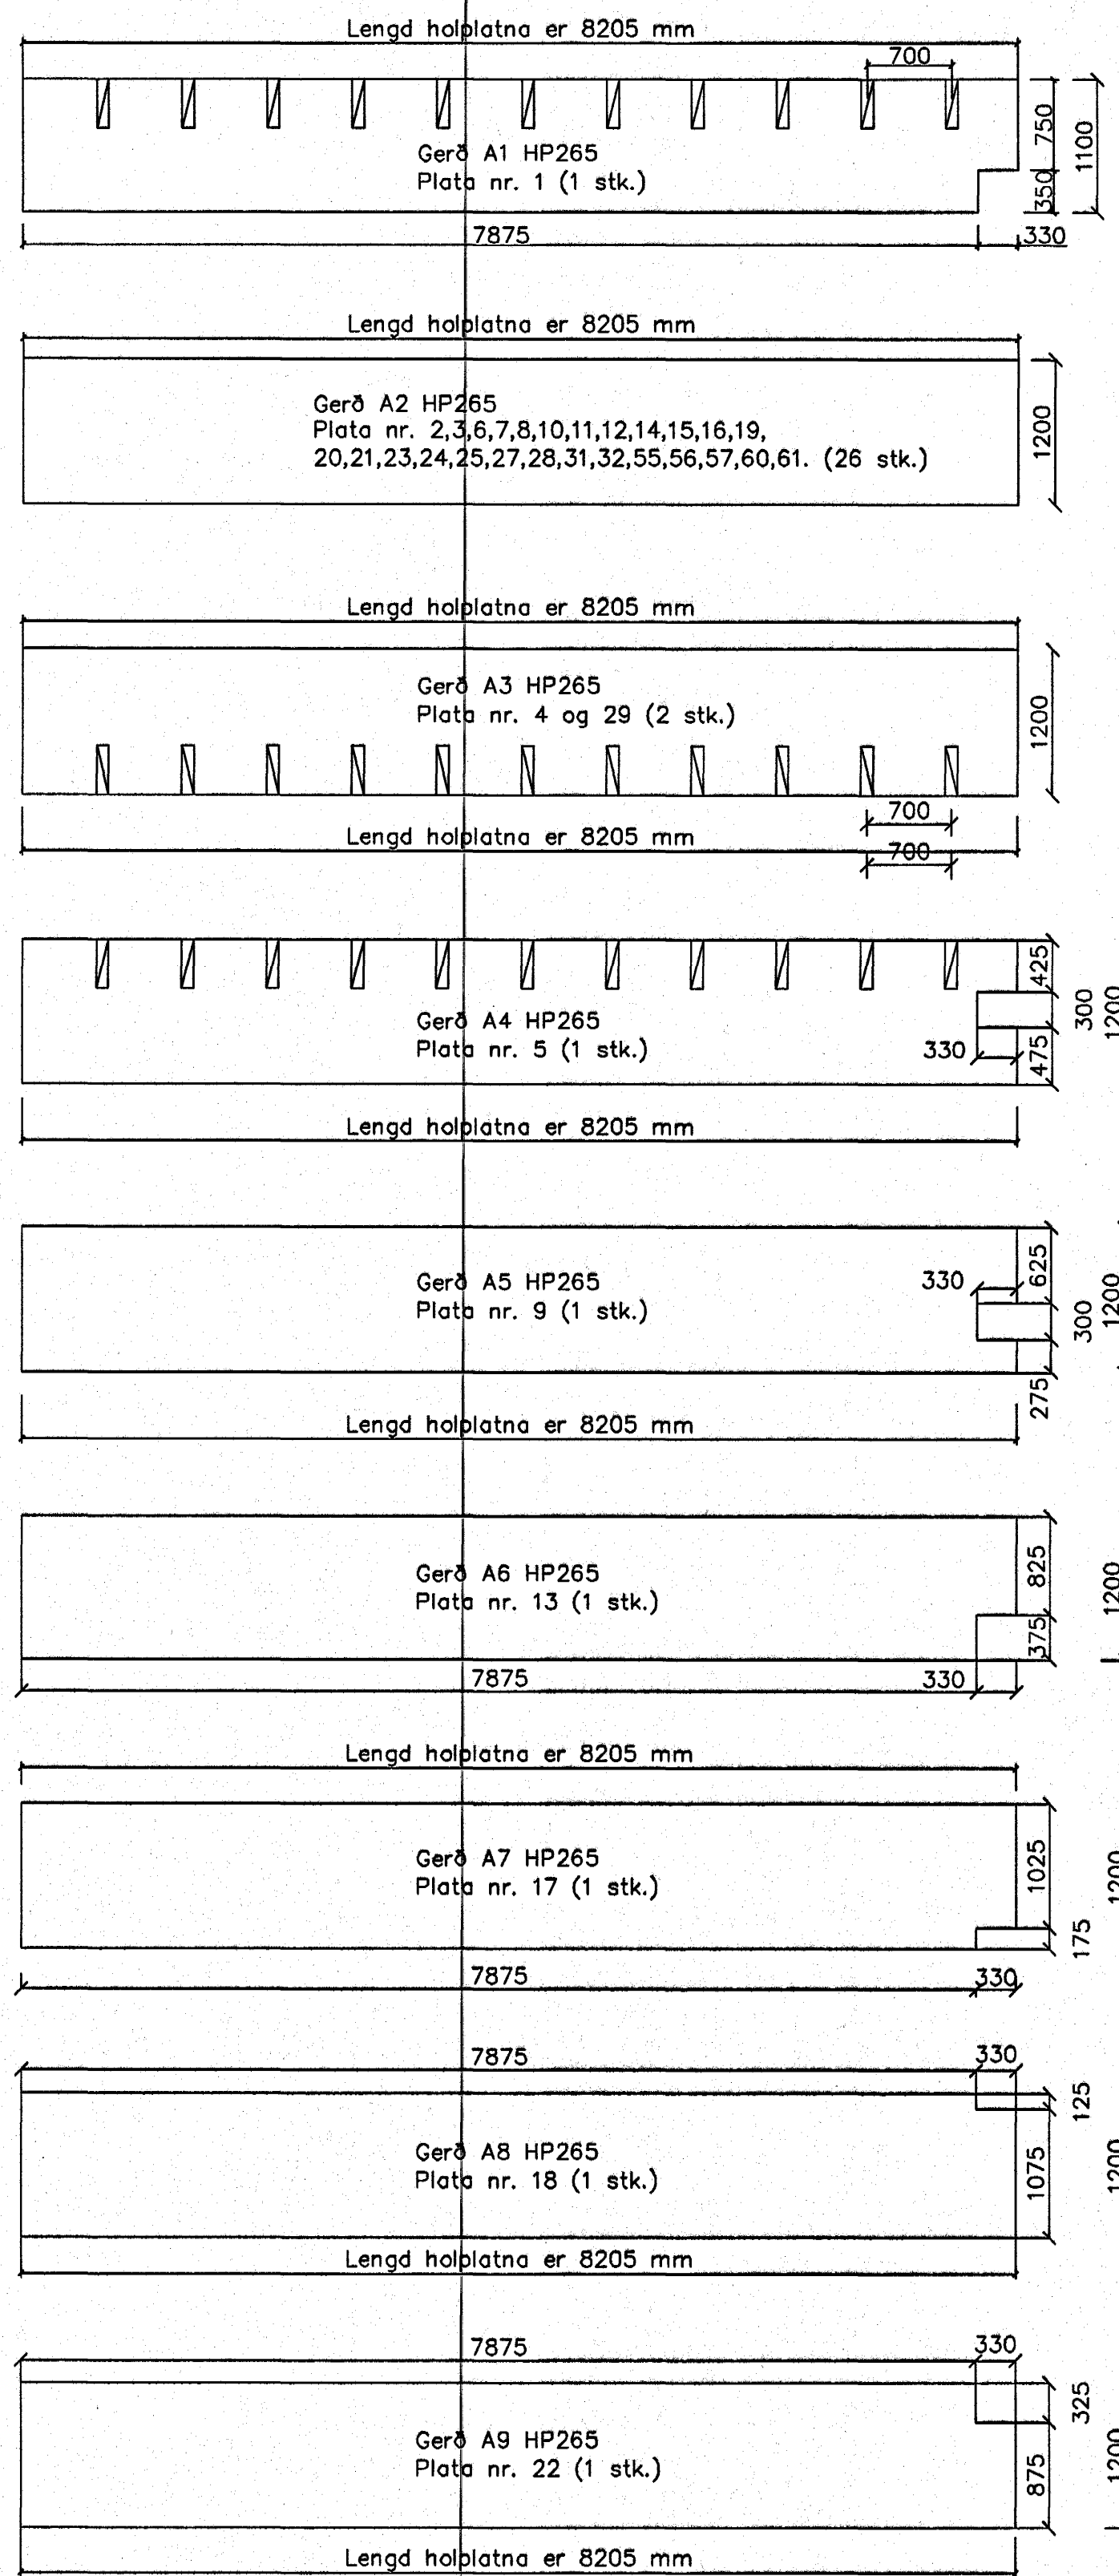 Lengd holplatna er 8205 mm
700
Gerð A1 HP265
Plata nr. 1 (1 stk.)
750
350
1100
7875
330
Lengd holplatna er 8205 mm
Gerð A2 HP265
Plata nr. 2,3,6,7,8,10,11,12,14,15,16,19,
20,21,23,24,25,27,28,31,32,55,56,57,60,61. (26 stk.)
1200
Lengd holplatna er 8205 mm
Gerð A3 HP265
Plata nr. 4 og 29 (2 stk.)
1200
700
Lengd holplatna er 8205 mm
700
Gerð A4 HP265
Plata nr. 5 (1 stk.)
425
300
1200
330
475
Lengd holplatna er 8205 mm
Gerð A5 HP265
Plata nr. 9 (1 stk.)
330
625
300
1200
275
Lengd holplatna er 8205 mm
Gerð A6 HP265
Plata nr. 13 (1 stk.)
825
375
1200
7875
330
Lengd holplatna er 8205 mm
Gerð A7 HP265
Plata nr. 17 (1 stk.)
1025
175
1200
7875
330
7875
330
125
Gerð A8 HP265
Plata nr. 18 (1 stk.)
1075
1200
Lengd holplatna er 8205 mm
7875
330
325
Gerð A9 HP265
Plata nr. 22 (1 stk.)
875
1200
Lengd holplatna er 8205 mm